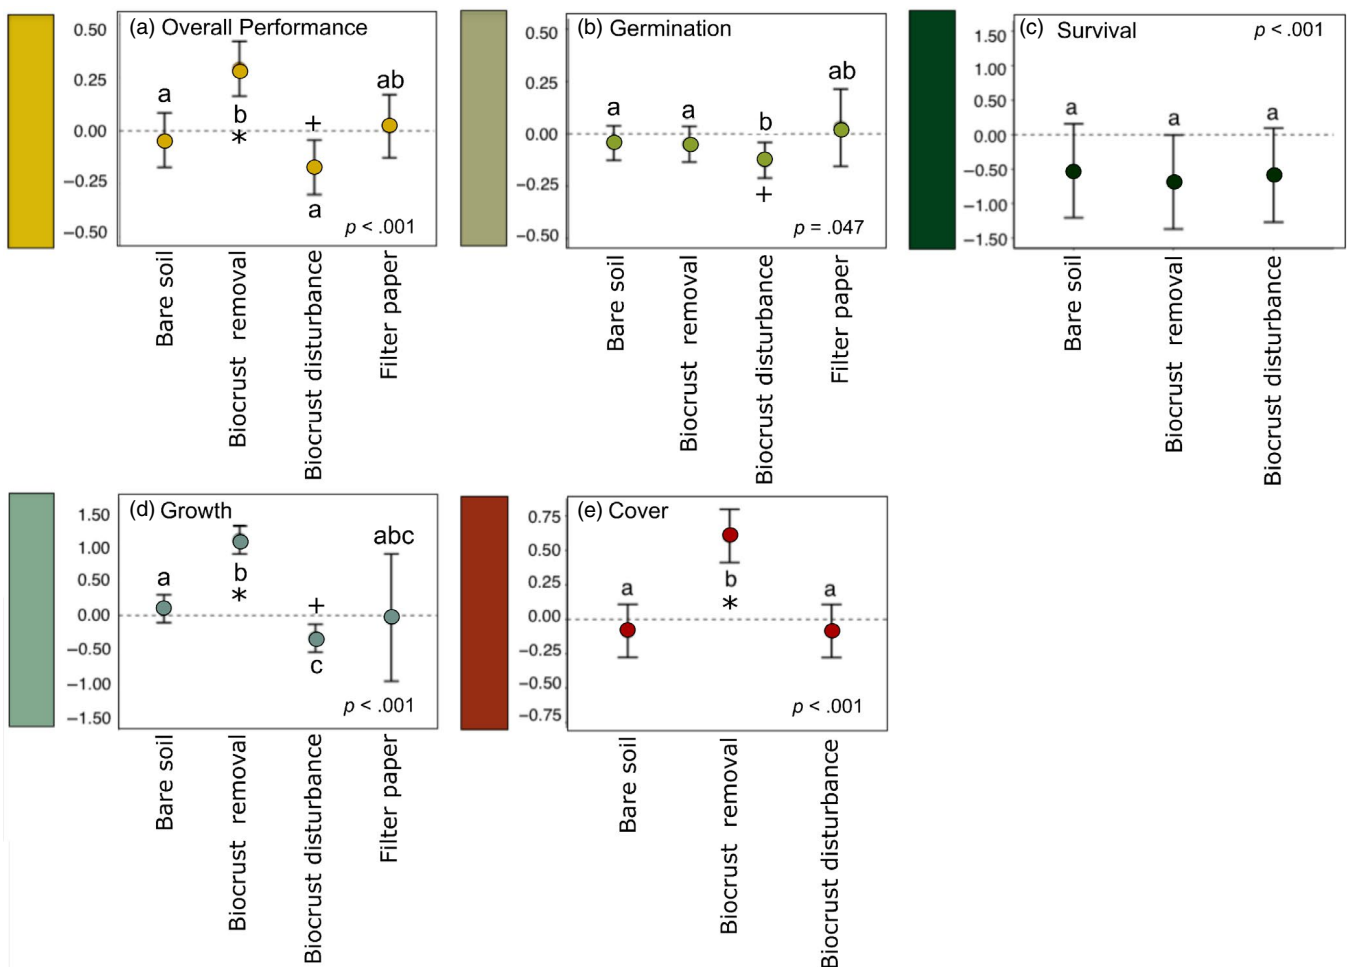 (a) Overall Performance
0.50
0.25
0.00
−0.25
−0.50
a
b
*
+
a
ab
p < .001
Bare soil
Biocrust removal
Biocrust disturbance
Filter paper
(b) Germination
0.50
0.25
0.00
−0.25
−0.50
a
a
b
+
ab
p = .047
Bare soil
Biocrust removal
Biocrust disturbance
Filter paper
(c) Survival
p < .001
1.50
1.00
0.50
0.00
−0.50
−1.00
−1.50
a
a
a
Bare soil
Biocrust removal
Biocrust disturbance
(d) Growth
1.50
1.00
0.50
0.00
−0.50
−1.00
−1.50
a
b
*
+
c
abc
p < .001
Bare soil
Biocrust removal
Biocrust disturbance
Filter paper
(e) Cover
0.75
0.50
0.25
0.00
−0.25
−0.50
−0.75
a
b
*
a
p < .001
Bare soil
Biocrust removal
Biocrust disturbance